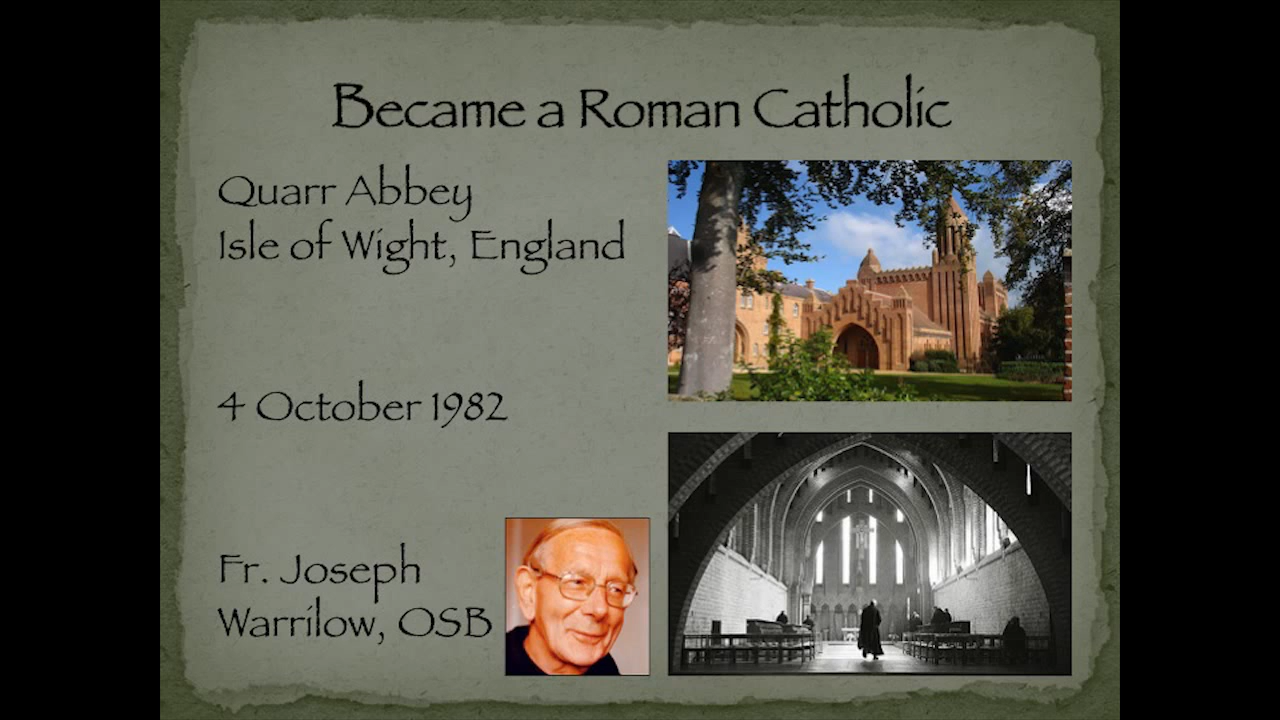 Became a Roman Catholic
Quarr Abbey
Isle of Wight, England
4 October 1982
Fr. Joseph
Warrilow, OSB